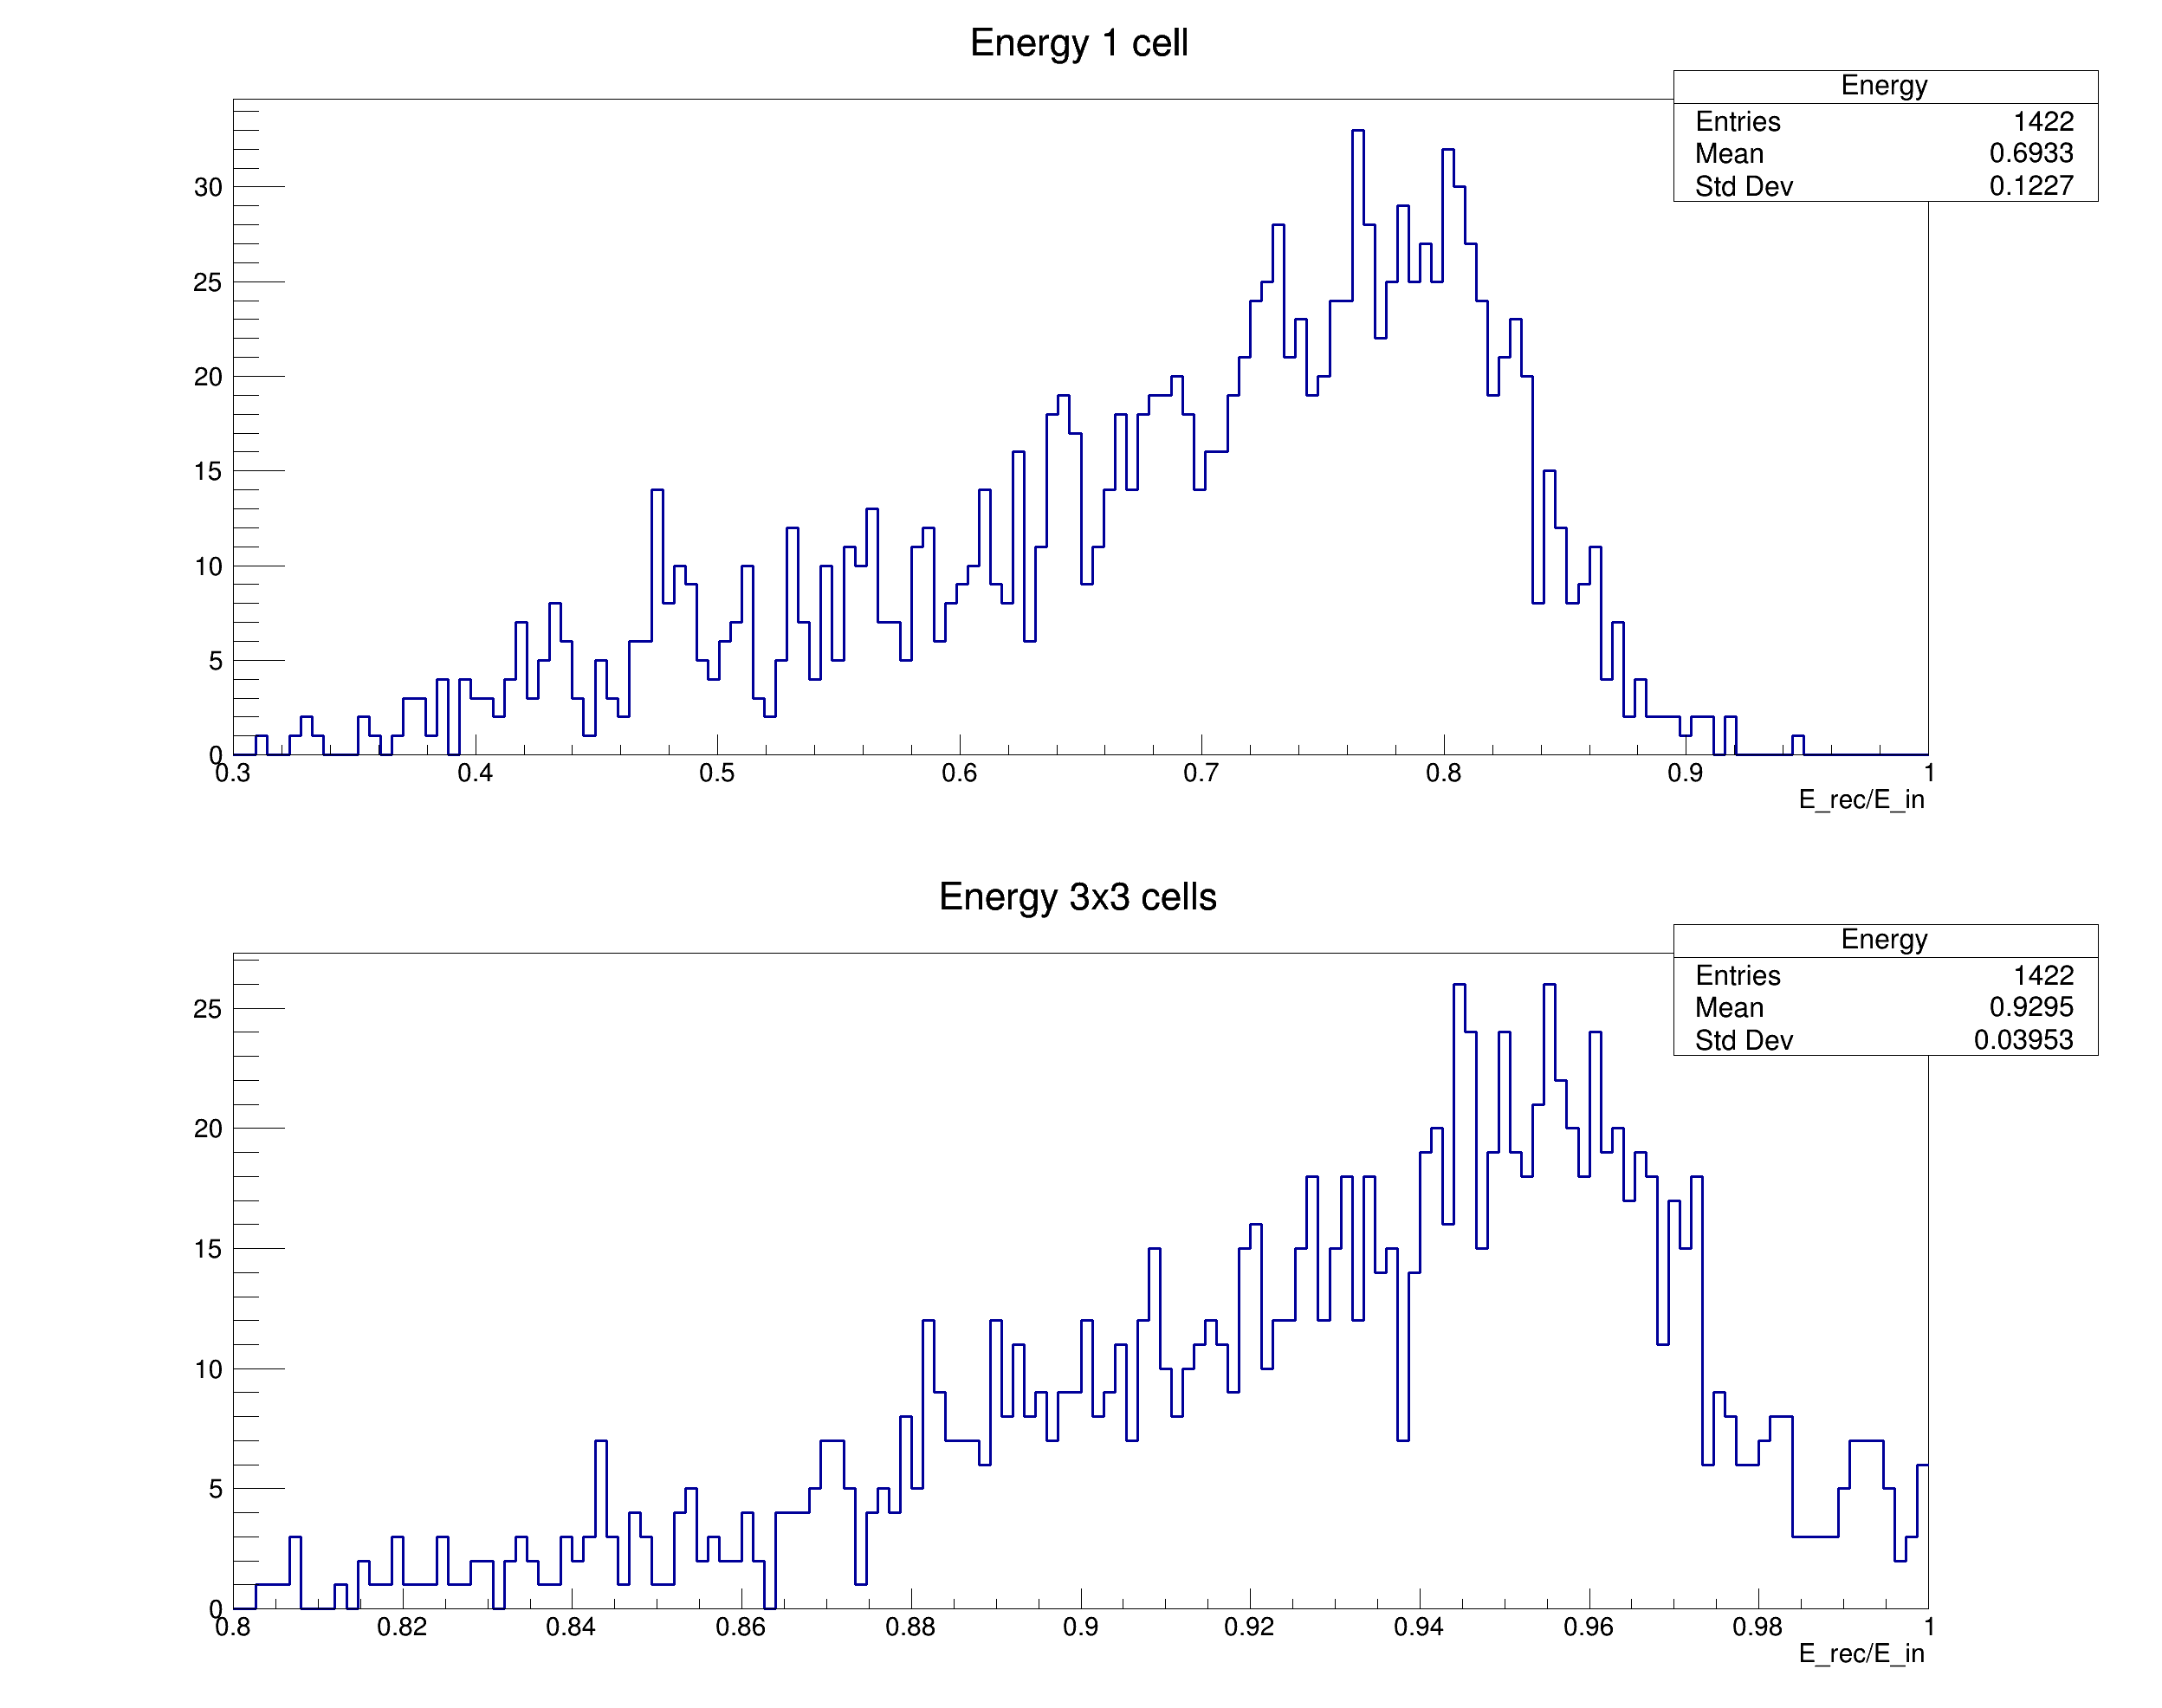 Energy 1 cell
Energy
Entries 1422
Mean 0.6933
Std Dev 0.1227
30
25
20
15
10
5
0
0.3 0.4 0.5 0.6 0.7 0.8 0.9 1
E_rec/E_in
Energy 3x3 cells
Energy
Entries 1422
Mean 0.9295
Std Dev 0.03953
25
20
15
10
5
0
0.8 0.82 0.84 0.86 0.88 0.9 0.92 0.94 0.96 0.98 1
E_rec/E_in